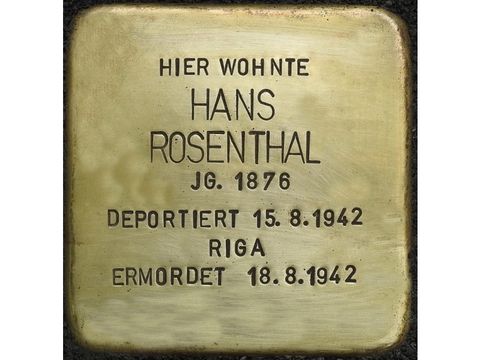 HIER WOHNTE
HANS
ROSENTHAL
JG. 1876
DEPORTIERT 15.8.1942
RIGA
ERMORDET 18.8.1942